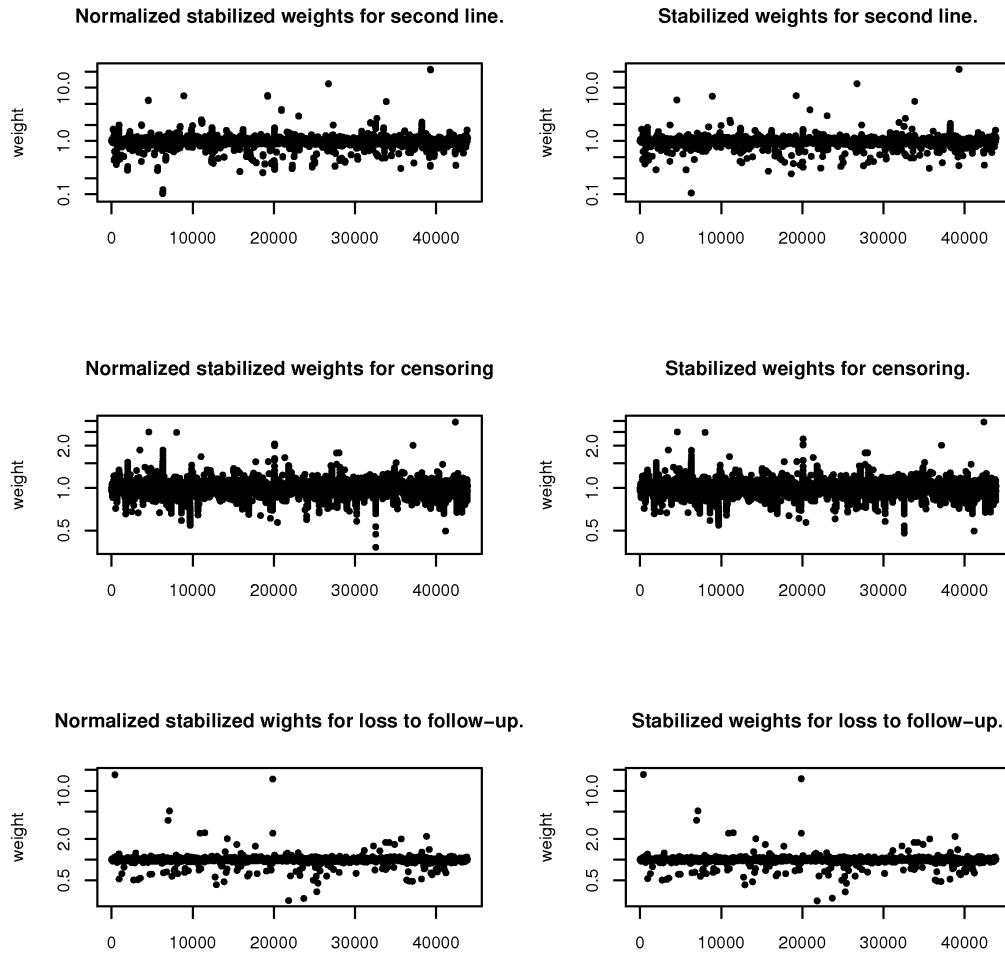 Normalized stabilized weights for second line.
Stabilized weights for second line.
weight
10.0
1.0
0.1
0 10000 20000 30000 40000
weight
10.0
1.0
0.1
0 10000 20000 30000 40000
Normalized stabilized weights for censoring
Stabilized weights for censoring.
weight
2.0
1.0
0.5
0 10000 20000 30000 40000
weight
2.0
1.0
0.5
0 10000 20000 30000 40000
Normalized stabilized wights for loss to follow−up.
Stabilized weights for loss to follow−up.
weight
10.0
2.0
0.5
0 10000 20000 30000 40000
weight
10.0
2.0
0.5
0 10000 20000 30000 40000